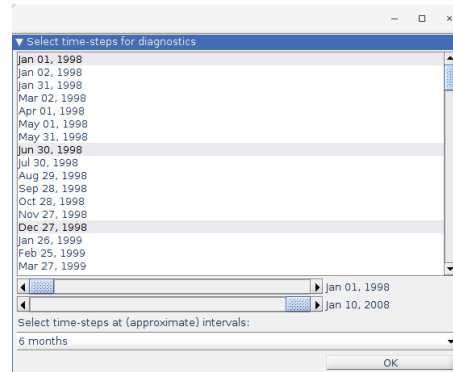 Select time-steps for diagnostics
Jan 01, 1998
Jan 02, 1998
Jan 31, 1998
Mar 02, 1998
Apr 01, 1998
May 01, 1998
May 31, 1998
Jun 30, 1998
Jul 30, 1998
Aug 29, 1998
Sep 28, 1998
Oct 28, 1998
Nov 27, 1998
Dec 27, 1998
Jan 26, 1999
Feb 25, 1999
Mar 27, 1999
Jan 01, 1998
Jan 10, 2008
Select time-steps at (approximate) intervals:
6 months
OK